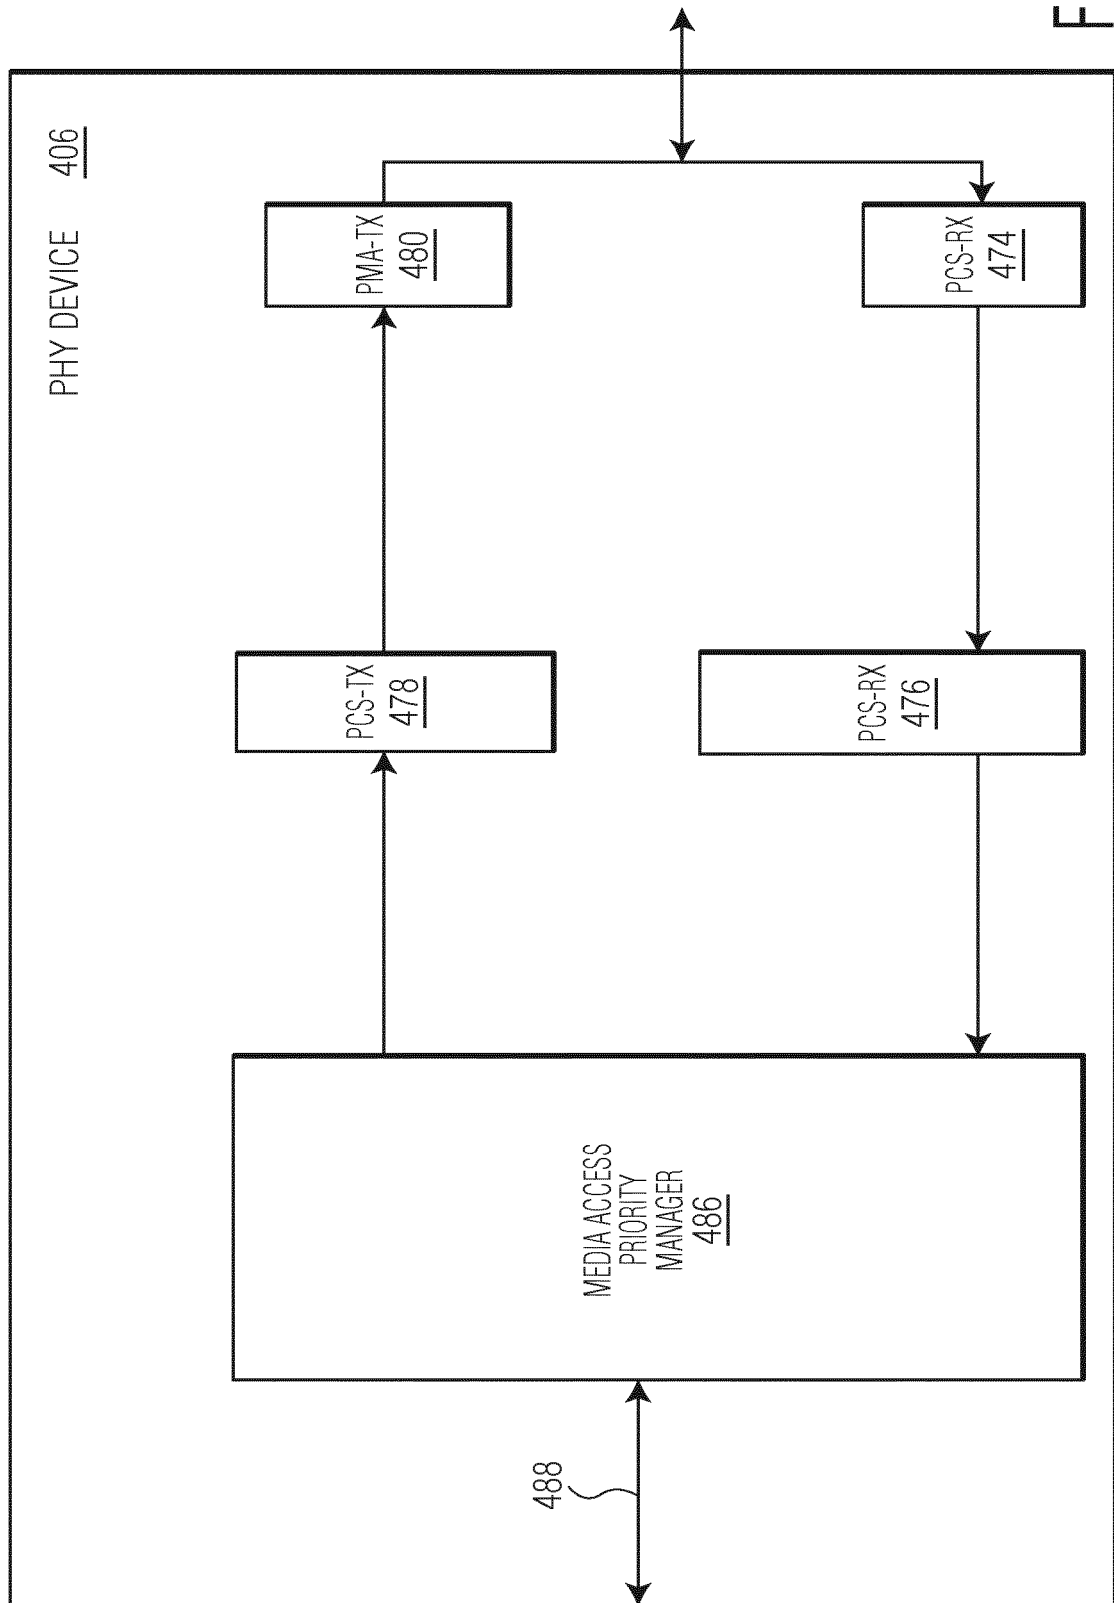 PHY DEVICE 406
PMA-TX
480
PCS-RX
474
PCS-TX
478
PCS-RX
476
MEDIA ACCESS
PRIORITY
MANAGER
486
488
F